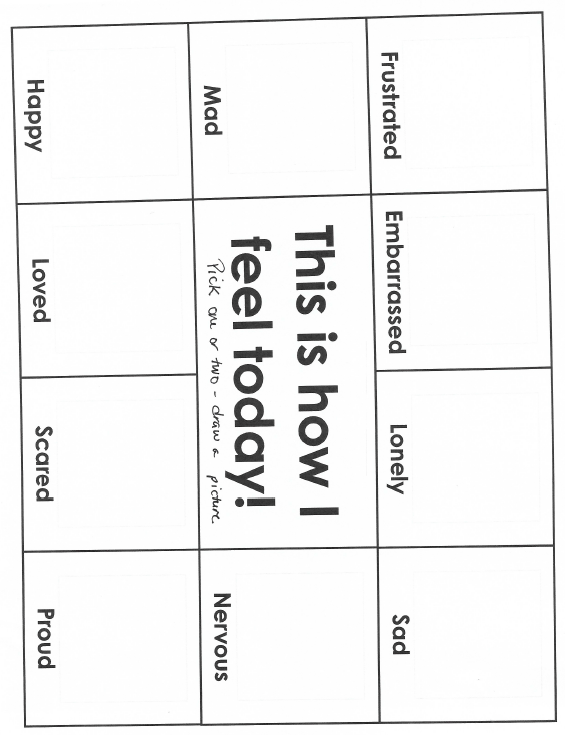 Frustrated
Embarrassed
Lonely
Sad
Mad
This is how I
feel today!
Pick one or two - draw a picture.
Nervous
Happy
Loved
Scared
Proud